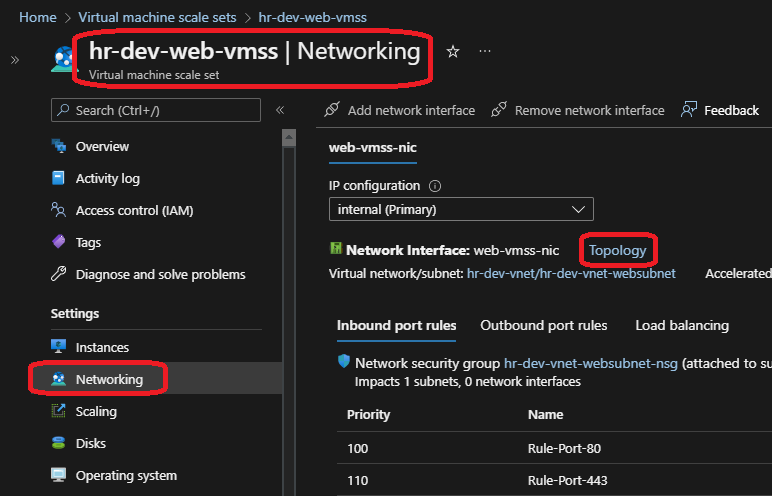 Home > Virtual machine scale sets > hr-dev-web-vmss
hr-dev-web-vmss | Networking
Virtual machine scale set
Search (Ctrl+/)
Overview
Activity log
Access control (IAM)
Tags
Diagnose and solve problems
Settings
Instances
Networking
Scaling
Disks
Operating system
Add network interface
Remove network interface
Feedback
web-vmss-nic
IP configuration
internal (Primary)
Network Interface: web-vmss-nic Topology
Virtual network/subnet: hr-dev-vnet/hr-dev-vnet-websubnet Accelerated
Inbound port rules Outbound port rules Load balancing
Network security group hr-dev-vnet-websubnet-nsg (attached to su
Impacts 1 subnets, 0 network interfaces
Priority Name
100 Rule-Port-80
110 Rule-Port-443